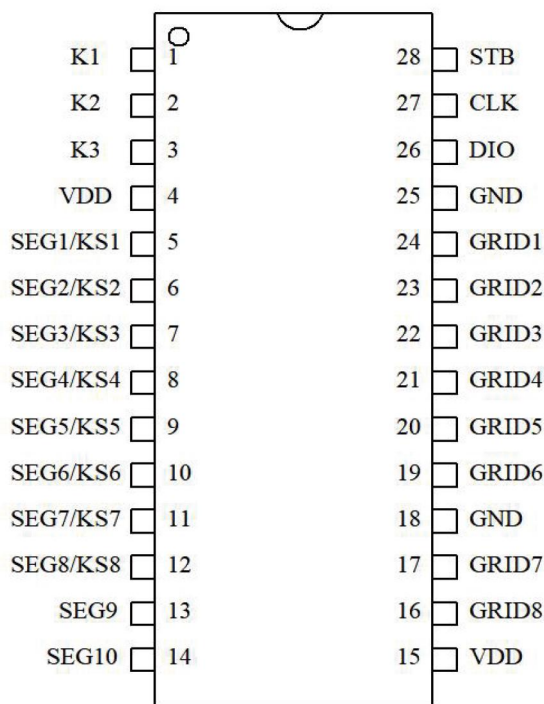 K1 1 28 STB
K2 2 27 CLK
K3 3 26 DIO
VDD 4 25 GND
SEG1/KS1 5 24 GRID1
SEG2/KS2 6 23 GRID2
SEG3/KS3 7 22 GRID3
SEG4/KS4 8 21 GRID4
SEG5/KS5 9 20 GRID5
SEG6/KS6 10 19 GRID6
SEG7/KS7 11 18 GND
SEG8/KS8 12 17 GRID7
SEG9 13 16 GRID8
SEG10 14 15 VDD